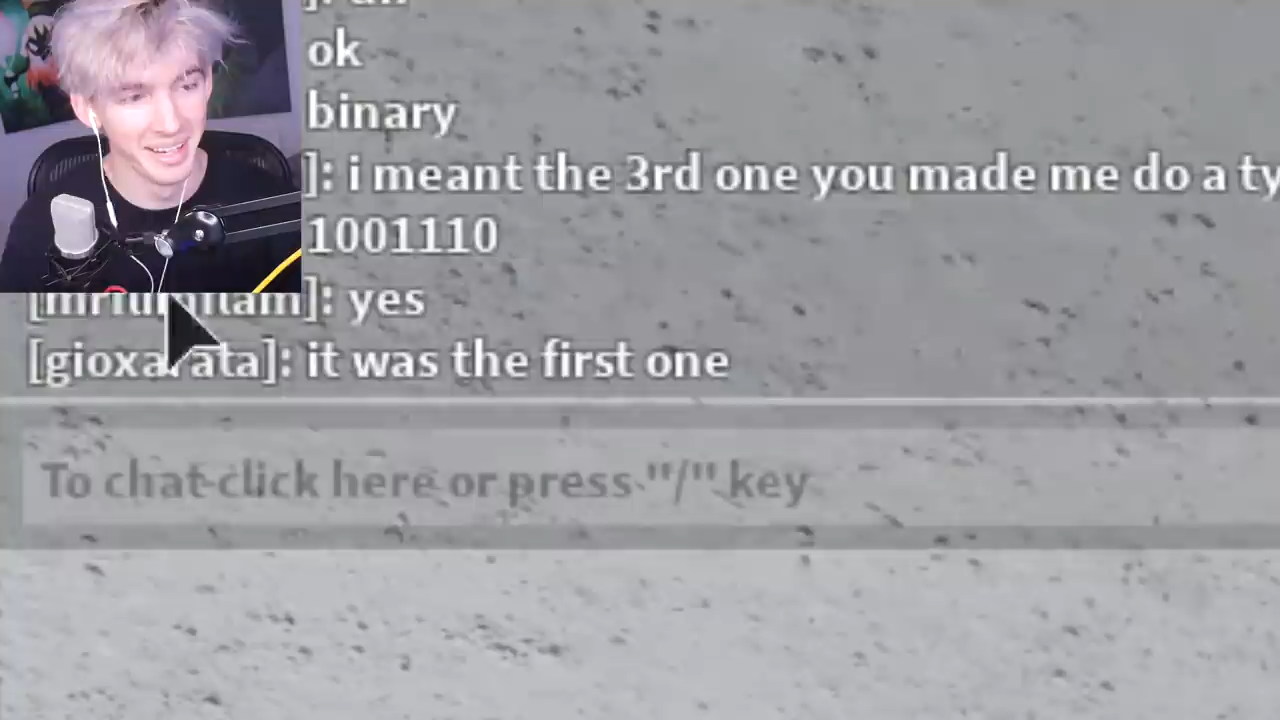 ok
binary
]: i meant the 3rd one you made me do a ty
1001110
]: yes
it was the first one
To chat click here or press "/" key